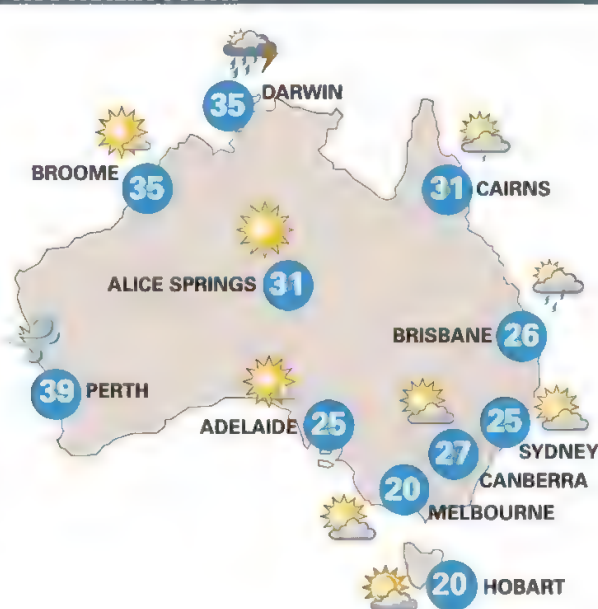 DARWIN
35
BROOME
35
31 CAIRNS
ALICE SPRINGS 31
BRISBANE 26
39 PERTH
ADELAIDE 25
25
SYDNEY
27
CANBERRA
20
MELBOURNE
20 HOBART